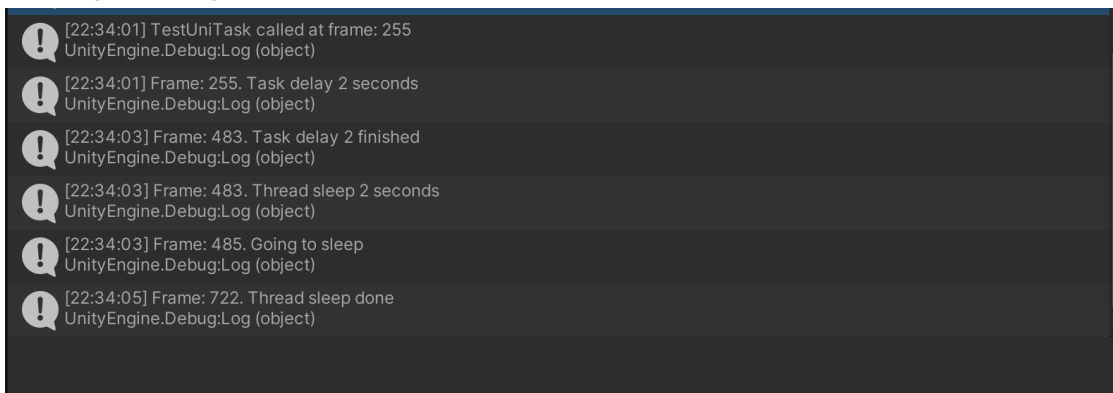 [22:34:01] TestUniTask called at frame: 255
UnityEngine.Debug:Log (object)
[22:34:01] Frame: 255. Task delay 2 seconds
UnityEngine.Debug:Log (object)
[22:34:03] Frame: 483. Task delay 2 finished
UnityEngine.Debug:Log (object)
[22:34:03] Frame: 483. Thread sleep 2 seconds
UnityEngine.Debug:Log (object)
[22:34:03] Frame: 485. Going to sleep
UnityEngine.Debug:Log (object)
[22:34:05] Frame: 722. Thread sleep done
UnityEngine.Debug:Log (object)